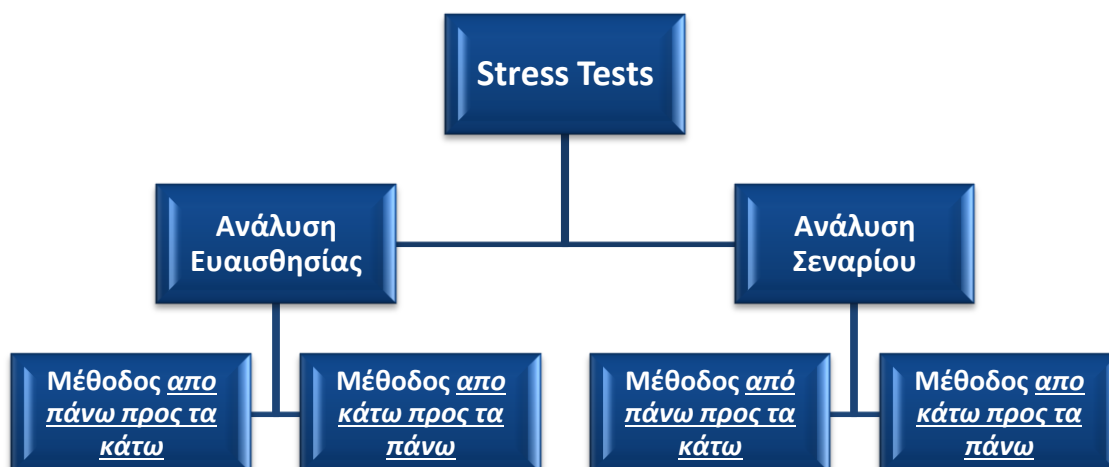 Stress Tests
Ανάλυση
Ευαισθησίας
Ανάλυση
Σεναρίου
Μέθοδος απο
πάνω προς τα
κάτω
Μέθοδος απο
κάτω προς τα
πάνω
Μέθοδος από
πάνω προς τα
κάτω
Μέθοδος απο
κάτω προς τα
πάνω